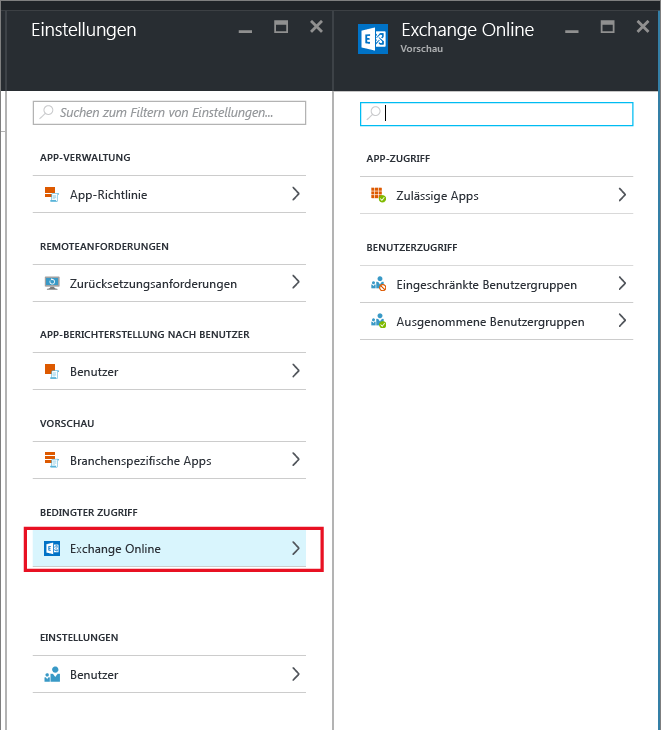 Einstellungen
Suchen zum Filtern von Einstellungen...
APP-VERWALTUNG
App-Richtlinie
REMOTEANFORDERUNGEN
Zurücksetzungsanforderungen
APP-BERICHTERSTELLUNG NACH BENUTZER
Benutzer
VORSCHAU
Branchenspezifische Apps
BEDINGTER ZUGRIFF
Exchange Online
EINSTELLUNGEN
Benutzer
Exchange Online
Vorschau
APP-ZUGRIFF
Zulässige Apps
BENUTZERZUGRIFF
Eingeschränkte Benutzergruppen
Ausgenommene Benutzergruppen